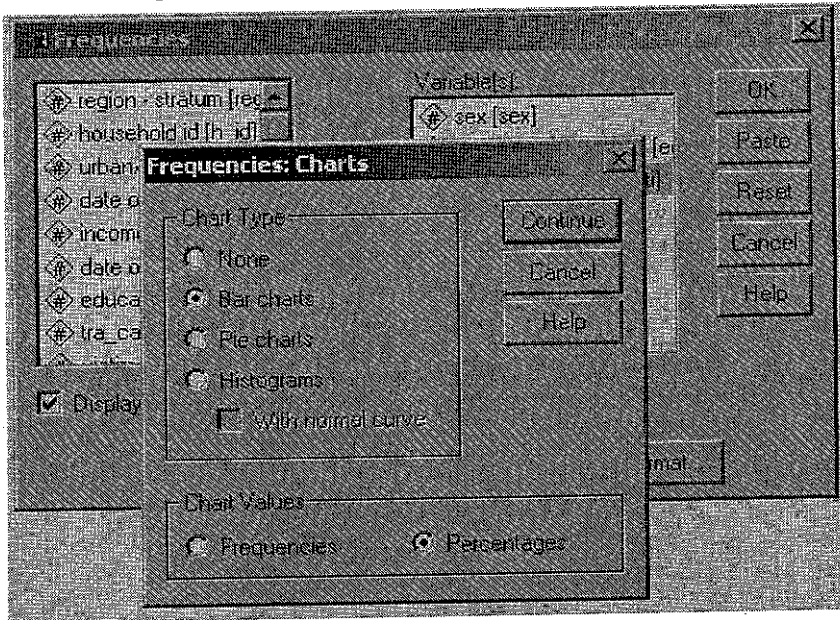 Frequencies
region - stratum [reg
household id [h_id]
urban
date o
incom
date o
educa
tra_ca
Display
Variable(s):
sex [sex]
OK
Paste
Reset
Cancel
Help
Frequencies: Charts
Chart Type
None
Bar charts
Pie charts
Histograms
With normal curve
Continue
Cancel
Help
Chart Values
Frequencies
Percentages